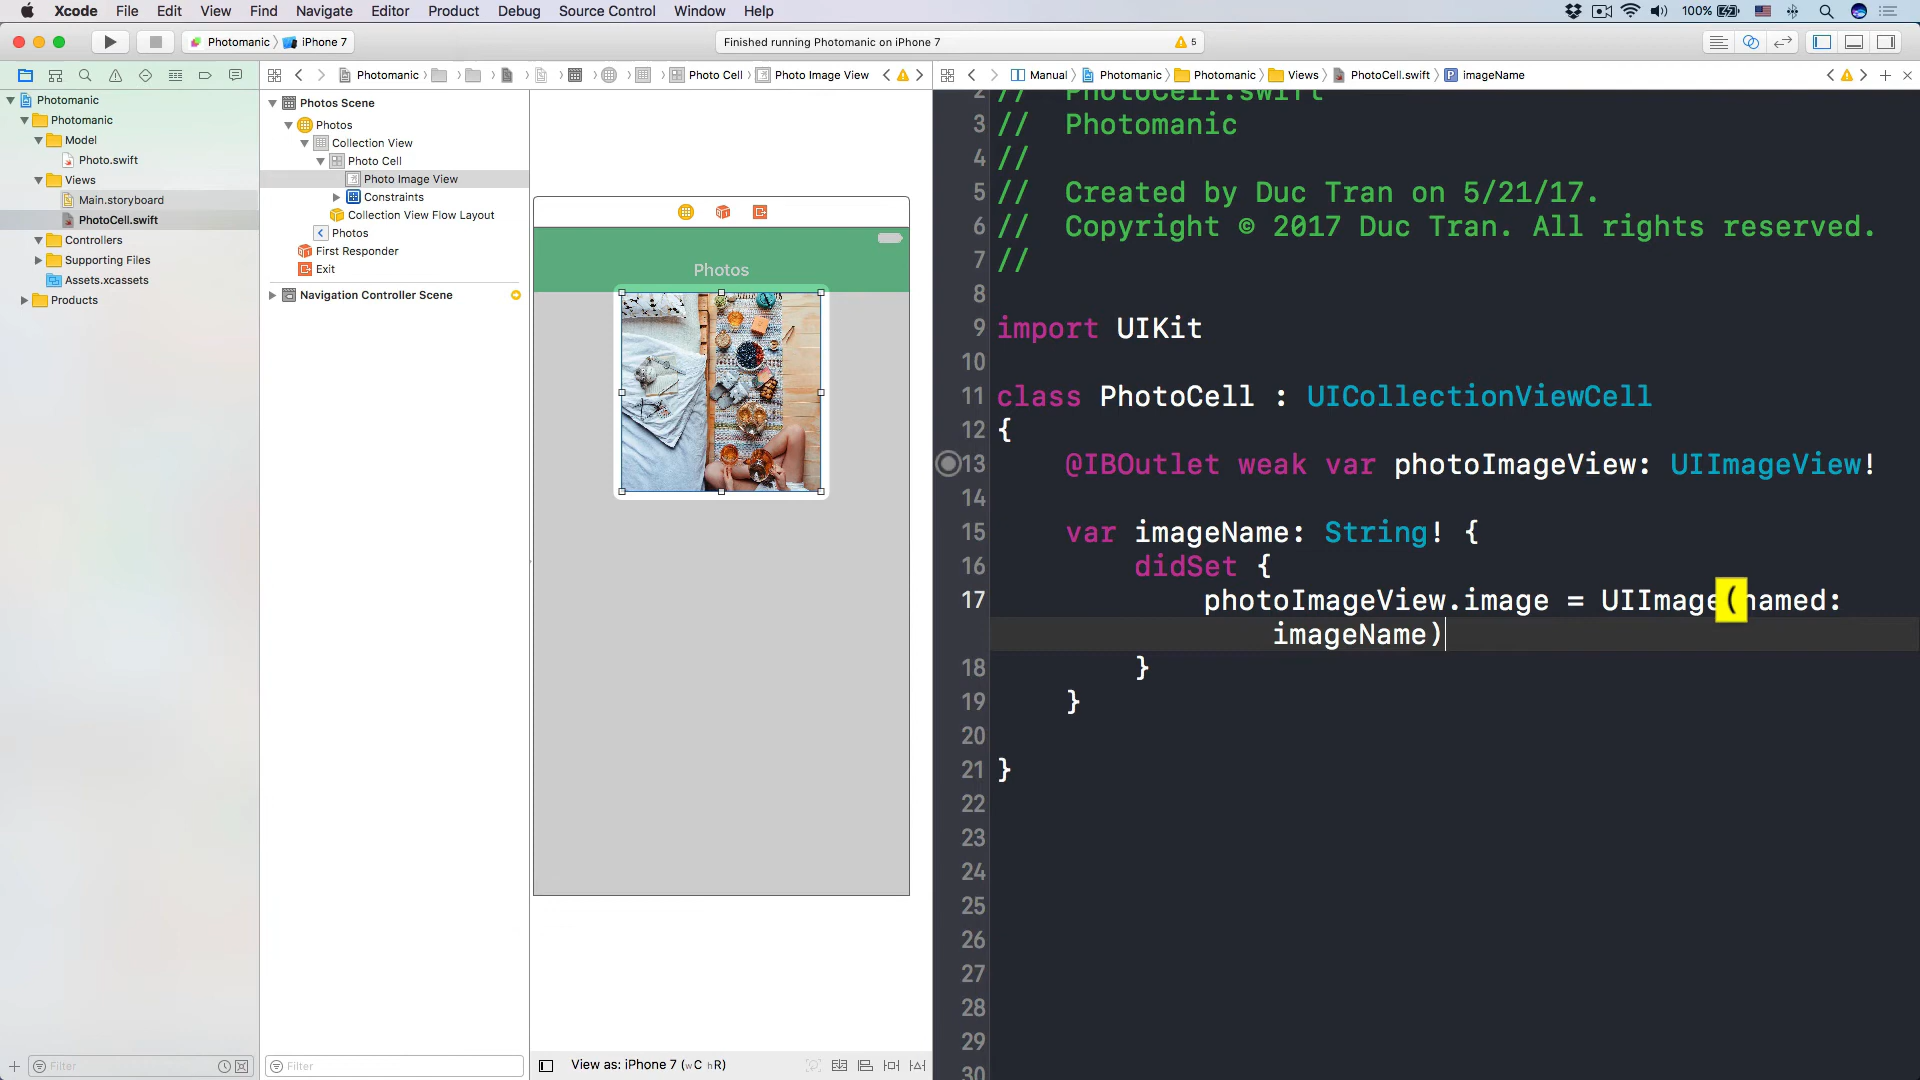 Xcode File Edit View Find Navigate Editor Product Debug Source Control Window Help 100%
Photomanic iPhone 7 Finished running Photomanic on iPhone 7 5
Photomanic Photo Cell Photo Image View
Manual Photomanic Photomanic Views PhotoCell.swift P imageName
Photomanic
Photomanic
Model
Photo.swift
Views
Main.storyboard
PhotoCell.swift
Controllers
Supporting Files
Assets.xcassets
Products
Filter
Photos Scene
Photos
Collection View
Photo Cell
Photo Image View
Constraints
Collection View Flow Layout
Photos
First Responder
Exit
Navigation Controller Scene
Filter
Photos
View as: iPhone 7 (wC hR)
2 // PhotoCell.swift
3 // Photomanic
4 //
5 // Created by Duc Tran on 5/21/17.
6 // Copyright © 2017 Duc Tran. All rights reserved.
7 //
8
9 import UIKit
10
11 class PhotoCell : UICollectionViewCell
12 {
13 @IBOutlet weak var photoImageView: UIImageView!
14
15 var imageName: String! {
16 didSet {
17 photoImageView.image = UIImage(named:
imageName)
18 }
19 }
20
21 }
22
23
24
25
26
27
28
29
30